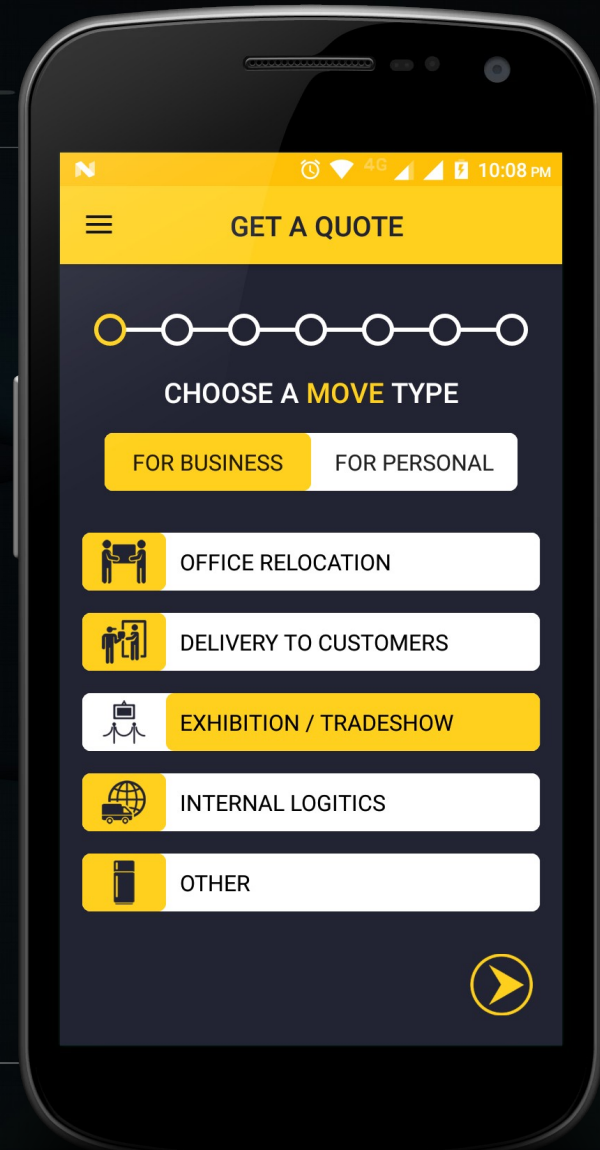 4G 10:08 PM
GET A QUOTE
CHOOSE A MOVE TYPE
FOR BUSINESS FOR PERSONAL
OFFICE RELOCATION
DELIVERY TO CUSTOMERS
EXHIBITION / TRADESHOW
INTERNAL LOGITICS
OTHER